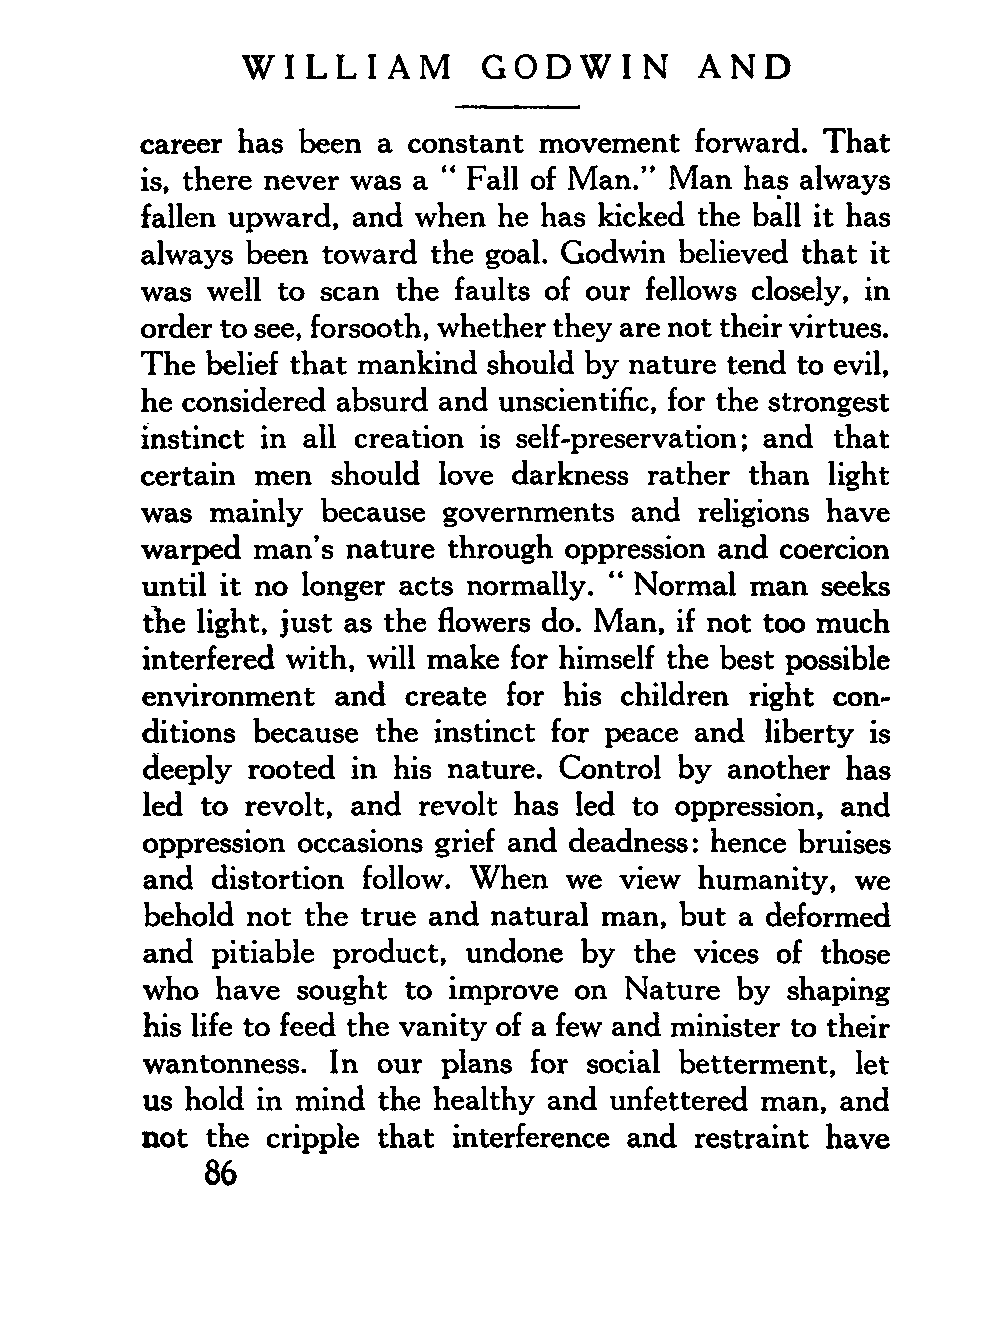 WILLIAM GODWIN AND
career has been a constant movement forward. That
is, there never was a “ Fall of Man.” Man has always
fallen upward, and when he has kicked the ball it has
always been toward the goal. Godwin believed that it
was well to scan the faults of our fellows closely, in
order to see, forsooth, whether they are not their virtues.
The belief that mankind should by nature tend to evil,
he considered absurd and unscientific, for the strongest
instinct in all creation is self-preservation; and that
certain men should love darkness rather than light
was mainly because governments and religions have
warped man’s nature through oppression and coercion
until it no longer acts normally. “ Normal man seeks
the light, just as the flowers do. Man, if not too much
interfered with, will make for himself the best possible
environment and create for his children right con-
ditions because the instinct for peace and liberty is
deeply rooted in his nature. Control by another has
led to revolt, and revolt has led to oppression, and
oppression occasions grief and deadness: hence bruises
and distortion follow. When we view humanity, we
behold not the true and natural man, but a deformed
and pitiable product, undone by the vices of those
who have sought to improve on Nature by shaping
his life to feed the vanity of a few and minister to their
wantonness. In our plans for social betterment, let
us hold in mind the healthy and unfettered man, and
not the cripple that interference and restraint have
86